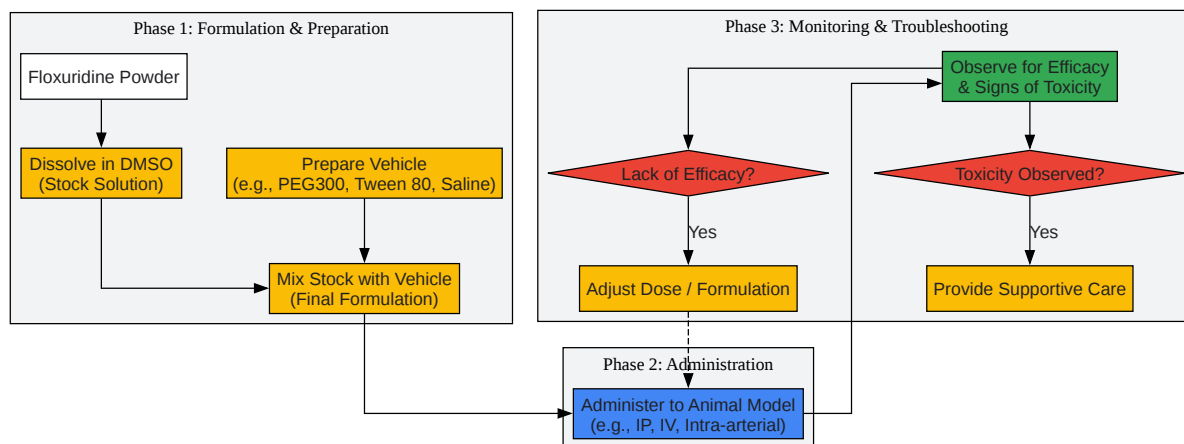 Phase 1: Formulation & Preparation
Floxuridine Powder
Dissolve in DMSO
(Stock Solution)
Prepare Vehicle
(e.g., PEG300, Tween 80, Saline)
Mix Stock with Vehicle
(Final Formulation)
Phase 3: Monitoring & Troubleshooting
Observe for Efficacy
& Signs of Toxicity
Lack of Efficacy?
Toxicity Observed?
Yes
Yes
Adjust Dose / Formulation
Provide Supportive Care
Phase 2: Administration
Administer to Animal Model
(e.g., IP, IV, Intra-arterial)